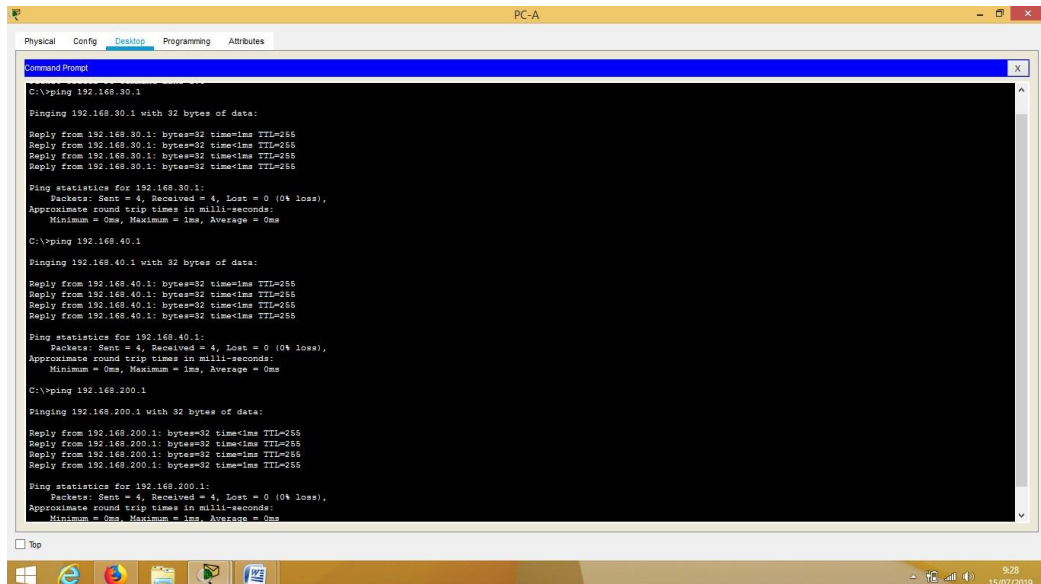 PC-A
Physical Config Desktop Programming Attributes
Command Prompt
X
C:\>ping 192.168.30.1
Pinging 192.168.30.1 with 32 bytes of data:
Reply from 192.168.30.1: bytes=32 time=1ms TTL=255
Reply from 192.168.30.1: bytes=32 time<1ms TTL=255
Reply from 192.168.30.1: bytes=32 time<1ms TTL=255
Reply from 192.168.30.1: bytes=32 time<1ms TTL=255
Ping statistics for 192.168.30.1:
Packets: Sent = 4, Received = 4, Lost = 0 (0% loss),
Approximate round trip times in milli-seconds:
Minimum = 0ms, Maximum = 1ms, Average = 0ms
C:\>ping 192.168.40.1
Pinging 192.168.40.1 with 32 bytes of data:
Reply from 192.168.40.1: bytes=32 time=1ms TTL=255
Reply from 192.168.40.1: bytes=32 time<1ms TTL=255
Reply from 192.168.40.1: bytes=32 time<1ms TTL=255
Reply from 192.168.40.1: bytes=32 time<1ms TTL=255
Ping statistics for 192.168.40.1:
Packets: Sent = 4, Received = 4, Lost = 0 (0% loss),
Approximate round trip times in milli-seconds:
Minimum = 0ms, Maximum = 1ms, Average = 0ms
C:\>ping 192.168.200.1
Pinging 192.168.200.1 with 32 bytes of data:
Reply from 192.168.200.1: bytes=32 time<1ms TTL=255
Reply from 192.168.200.1: bytes=32 time<1ms TTL=255
Reply from 192.168.200.1: bytes=32 time=1ms TTL=255
Reply from 192.168.200.1: bytes=32 time=1ms TTL=255
Ping statistics for 192.168.200.1:
Packets: Sent = 4, Received = 4, Lost = 0 (0% loss),
Approximate round trip times in milli-seconds:
Minimum = 0ms, Maximum = 1ms, Average = 0ms
Top
9:28
15/07/2019